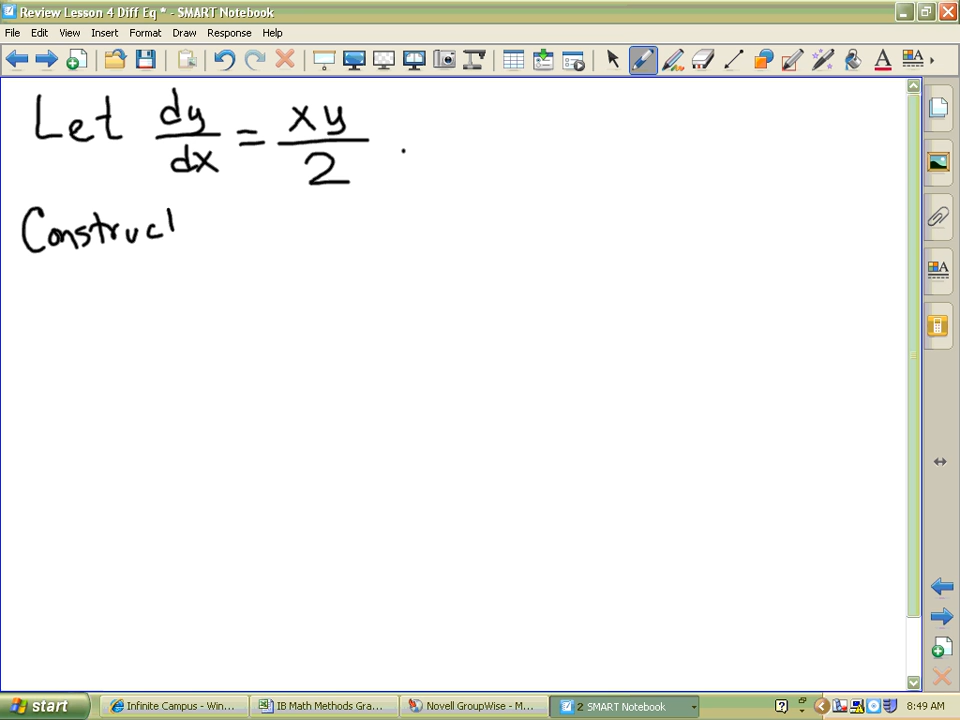 Review Lesson 4 Diff Eq * - SMART Notebook
File Edit View Insert Format Draw Response Help
Let dy/dx = xy/2 .
Construct
start Infinite Campus - Win... IB Math Methods Gra... Novell GroupWise - M... 2 SMART Notebook 8:49 AM